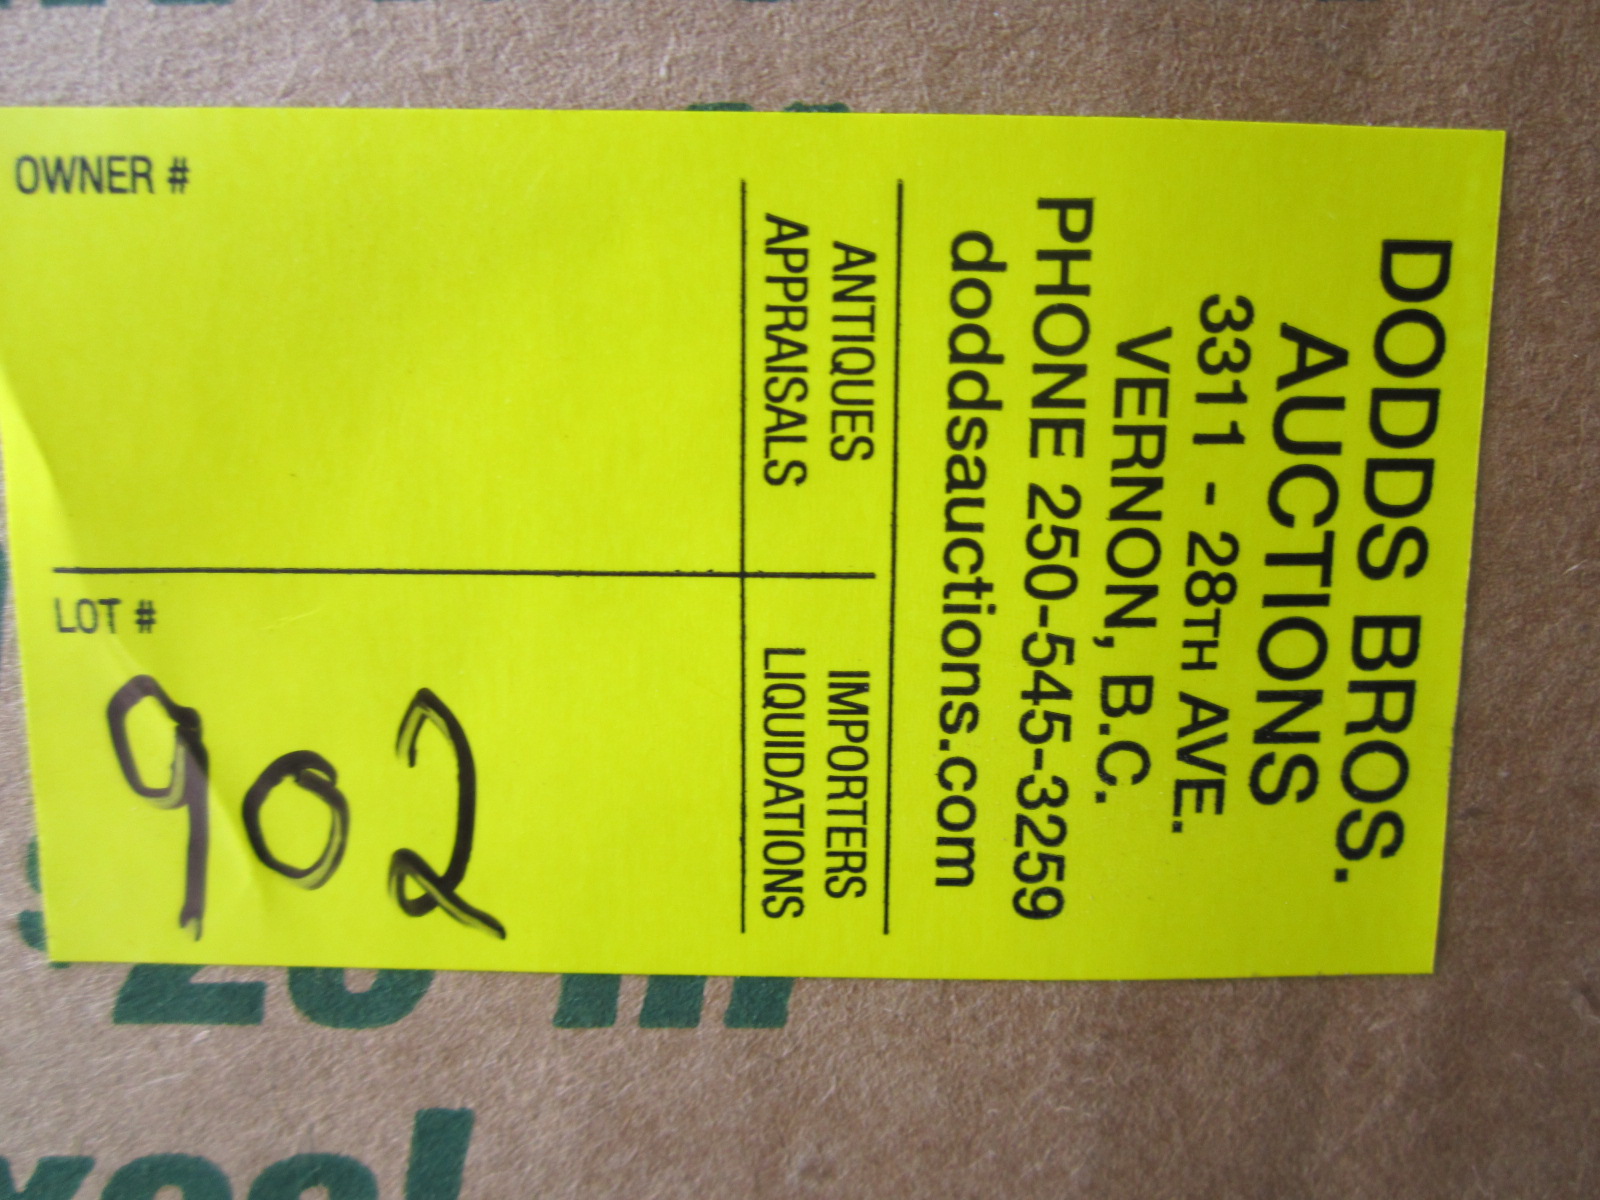 DODDS BROS.
AUCTIONS
3311 - 28TH AVE.
VERNON, B.C.
PHONE 250-545-3259
doddsauctions.com
ANTIQUES
APPRAISALS
IMPORTERS
LIQUIDATIONS
OWNER #
LOT #
902